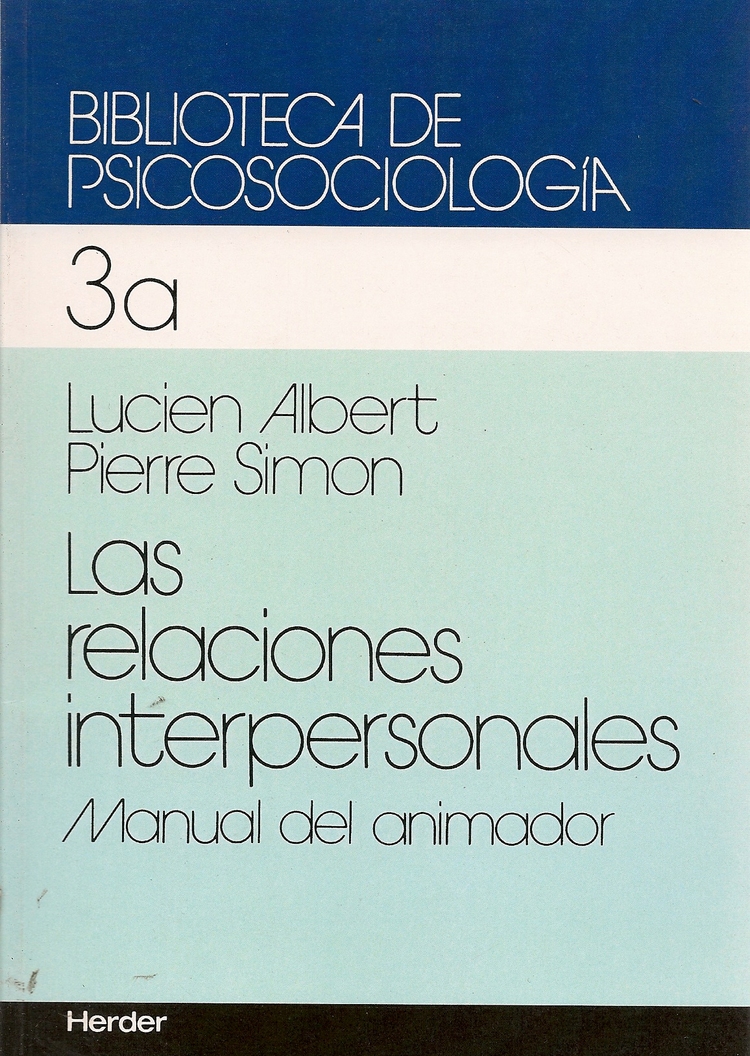 BIBLIOTECA DE
PSICOSOCIOLOGÍA
3a
Lucien Albert
Pierre Simon
Las
relaciones
interpersonales
Manual del animador
Herder